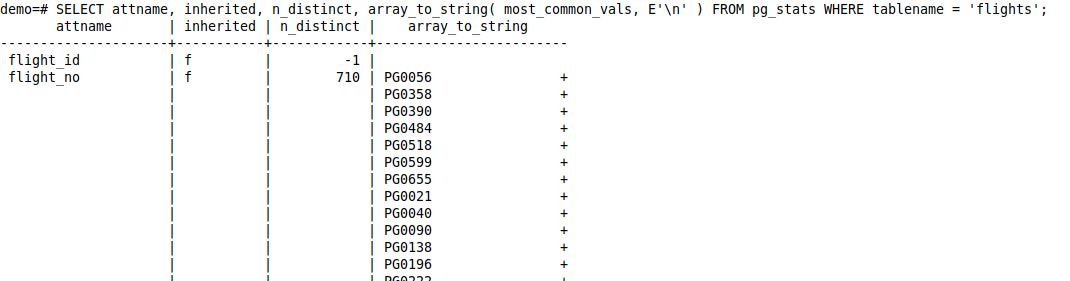 demo=# SELECT attname, inherited, n_distinct, array_to_string( most_common_vals, E'\n' ) FROM pg_stats WHERE tablename = 'flights';
      attname       | inherited | n_distinct |    array_to_string    
--------------------+-----------+------------+------------------------
 flight_id          | f         |         -1 | 
 flight_no          | f         |        710 | PG0056                +
                    |           |            | PG0358                +
                    |           |            | PG0390                +
                    |           |            | PG0484                +
                    |           |            | PG0518                +
                    |           |            | PG0599                +
                    |           |            | PG0655                +
                    |           |            | PG0021                +
                    |           |            | PG0040                +
                    |           |            | PG0090                +
                    |           |            | PG0138                +
                    |           |            | PG0196                +